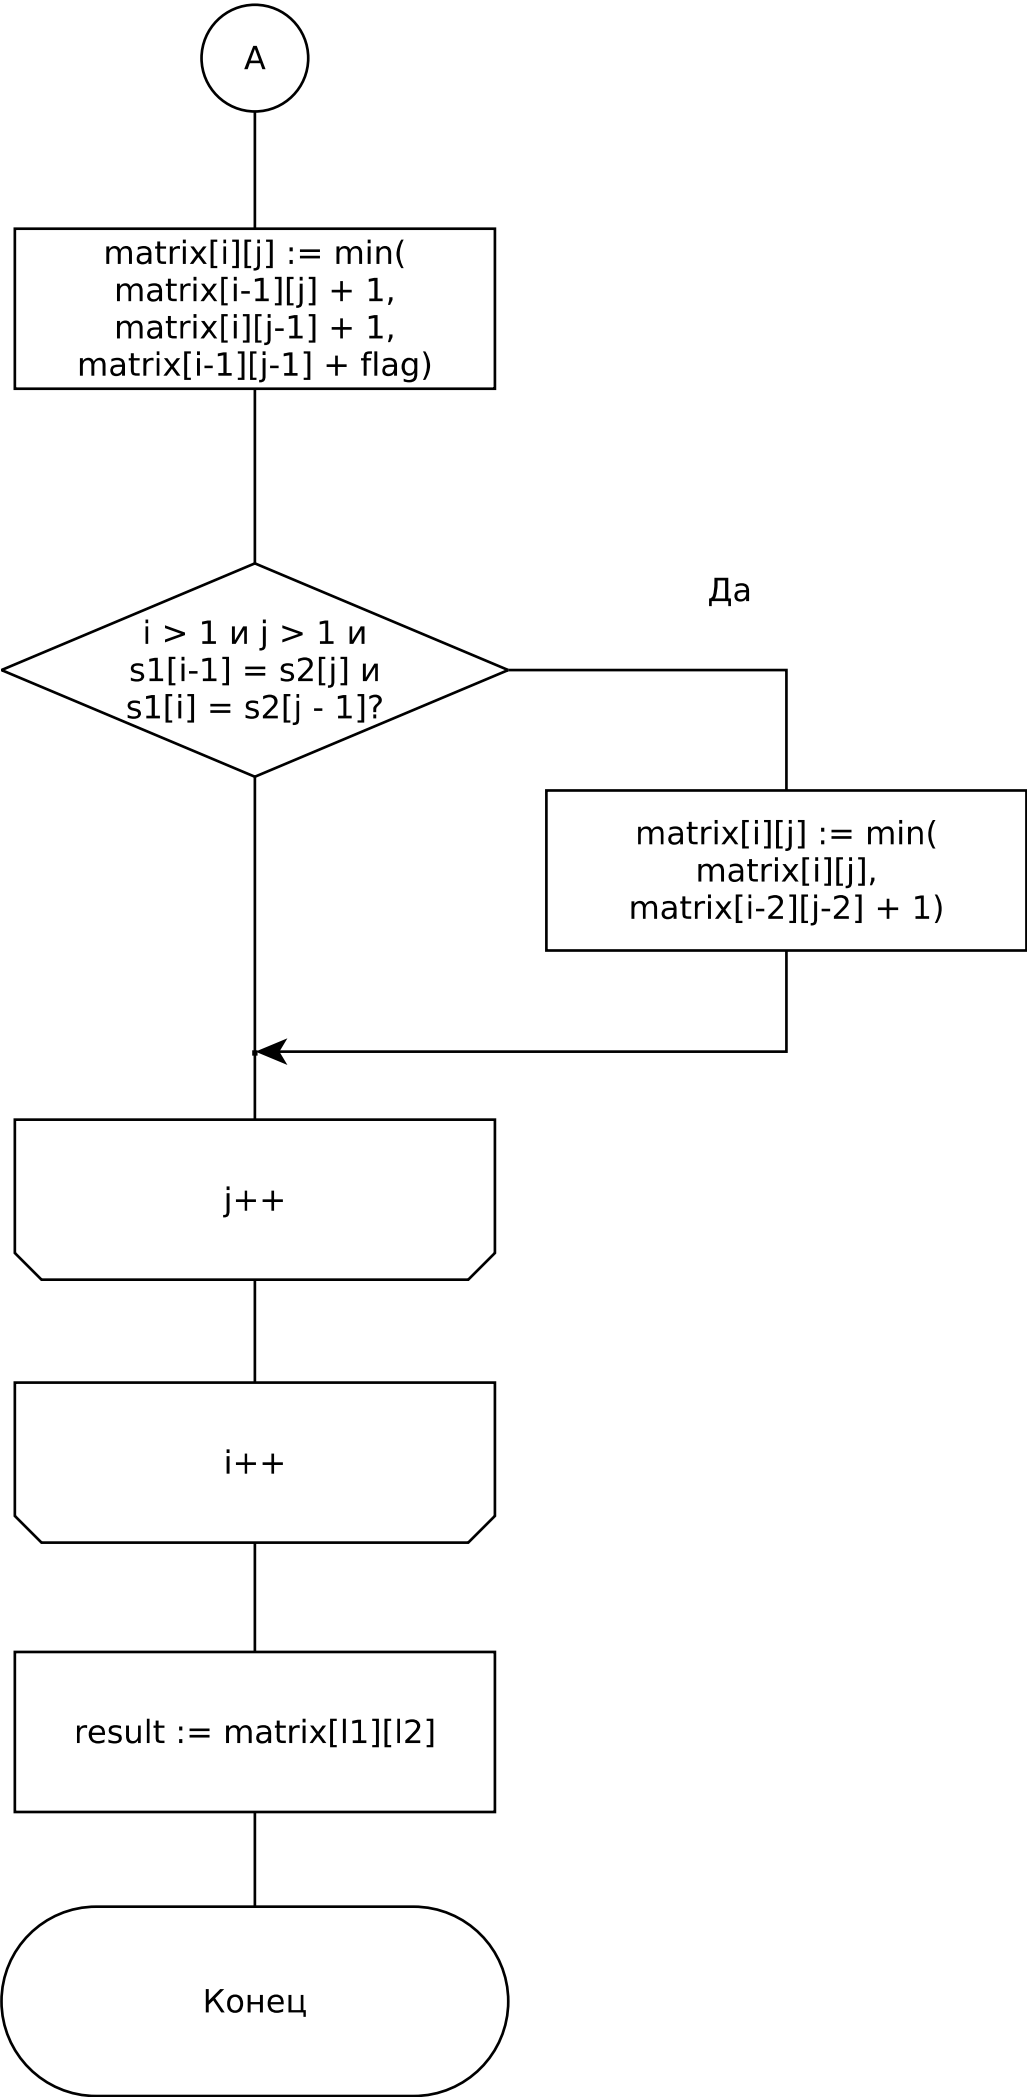 A
matrix[i][j] := min(
matrix[i-1][j] + 1,
matrix[i][j-1] + 1,
matrix[i-1][j-1] + flag)
i > 1 и j > 1 и
s1[i-1] = s2[j] и
s1[i] = s2[j - 1]?
Да
matrix[i][j] := min(
matrix[i][j],
matrix[i-2][j-2] + 1)
j++
i++
result := matrix[l1][l2]
Конец